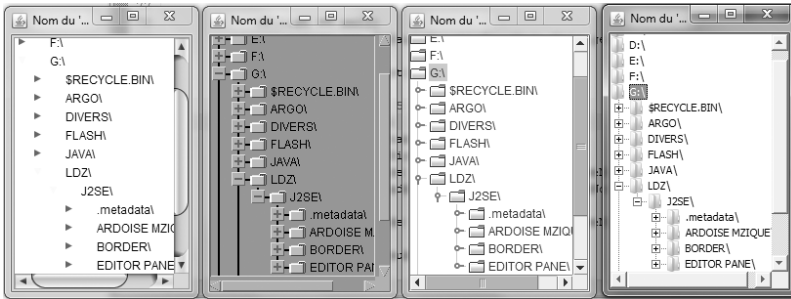 Nom du '...
F:\
G:\
$RECYCLE.BIN\
ARGO\
DIVERS\
FLASH\
JAVA\
LDZ\
J2SE\
.metadata\
ARDOISE MZIC
BORDER\
EDITOR PANE
Nom du '...
E:\
F:\
G:\
$RECYCLE.BIN\
ARGO\
DIVERS\
FLASH\
JAVA\
LDZ\
J2SE\
.metadata\
ARDOISE M
BORDER\
EDITOR PAI
Nom du '...
E:\
F:\
G:\
$RECYCLE.BIN\
ARGO\
DIVERS\
FLASH\
JAVA\
LDZ\
J2SE\
.metadata\
ARDOISE MZIQU
BORDER\
EDITOR PANE\
Nom du '...
D:\
E:\
F:\
G:\
$RECYCLE.BIN\
ARGO\
DIVERS\
FLASH\
JAVA\
LDZ\
J2SE\
.metadata\
ARDOISE MZIQUE
BORDER\
EDITOR PANE\